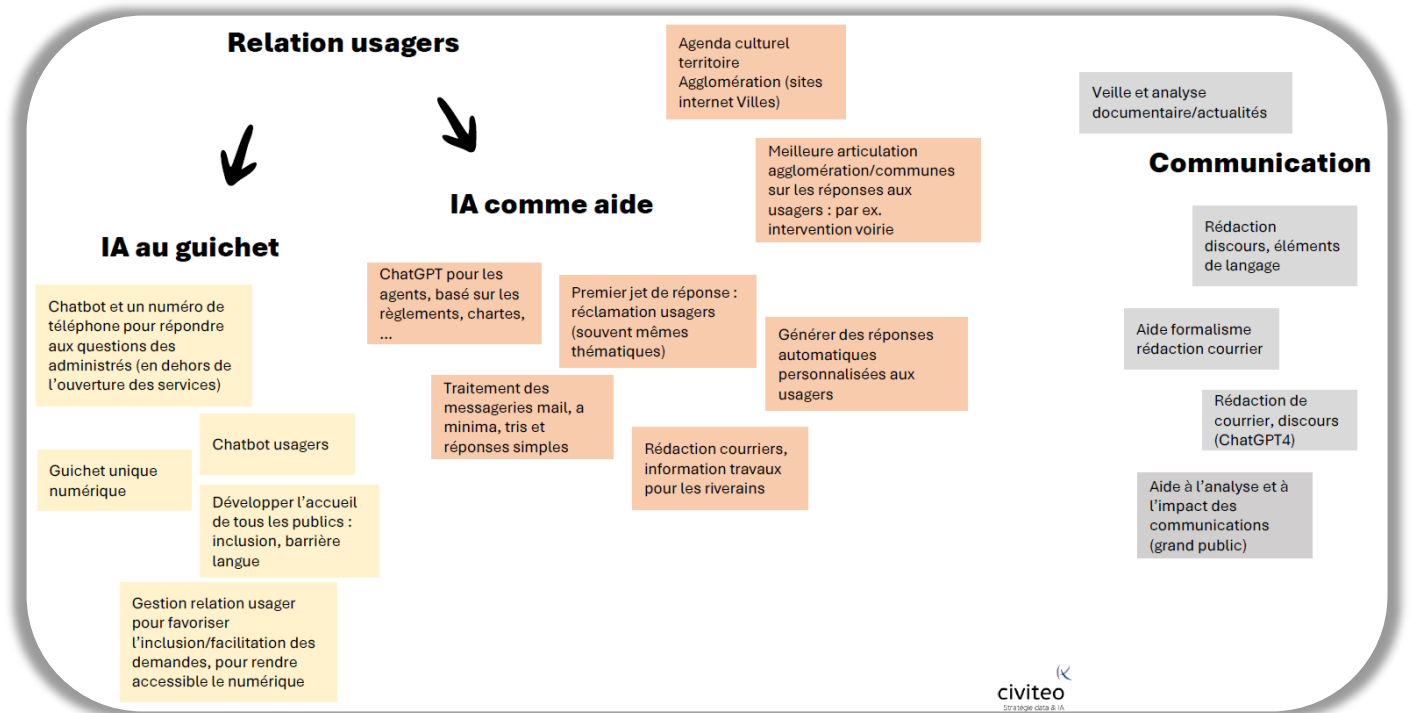 Relation usagers
IA au guichet
Chatbot et un numéro de
téléphone pour répondre
aux questions des
administrés (en dehors de
l'ouverture des services)
Chatbot usagers
Guichet unique
numérique
Développer l'accueil
de tous les publics :
inclusion, barrière
langue
Gestion relation usager
pour favoriser
l'inclusion/facilitation des
demandes, pour rendre
accessible le numérique
IA comme aide
Agenda culturel
territoire
Agglomération (sites
internet Villes)
Meilleure articulation
agglomération/communes
sur les réponses aux
usagers : par ex.
intervention voirie
ChatGPT pour les
agents, basé sur les
règlements, chartes,
...
Premier jet de réponse :
réclamation usagers
(souvent mêmes
thématiques)
Générer des réponses
automatiques
personnalisées aux
usagers
Traitement des
messageries mail, a
minima, tris et
réponses simples
Rédaction courriers,
information travaux
pour les riverains
Veille et analyse
documentaire/actualités
Communication
Rédaction
discours, éléments
de langage
Aide formalisme
rédaction courrier
Rédaction de
courrier, discours
(ChatGPT4)
Aide à l'analyse et à
l'impact des
communications
(grand public)
civiteo
Stratégie data & IA